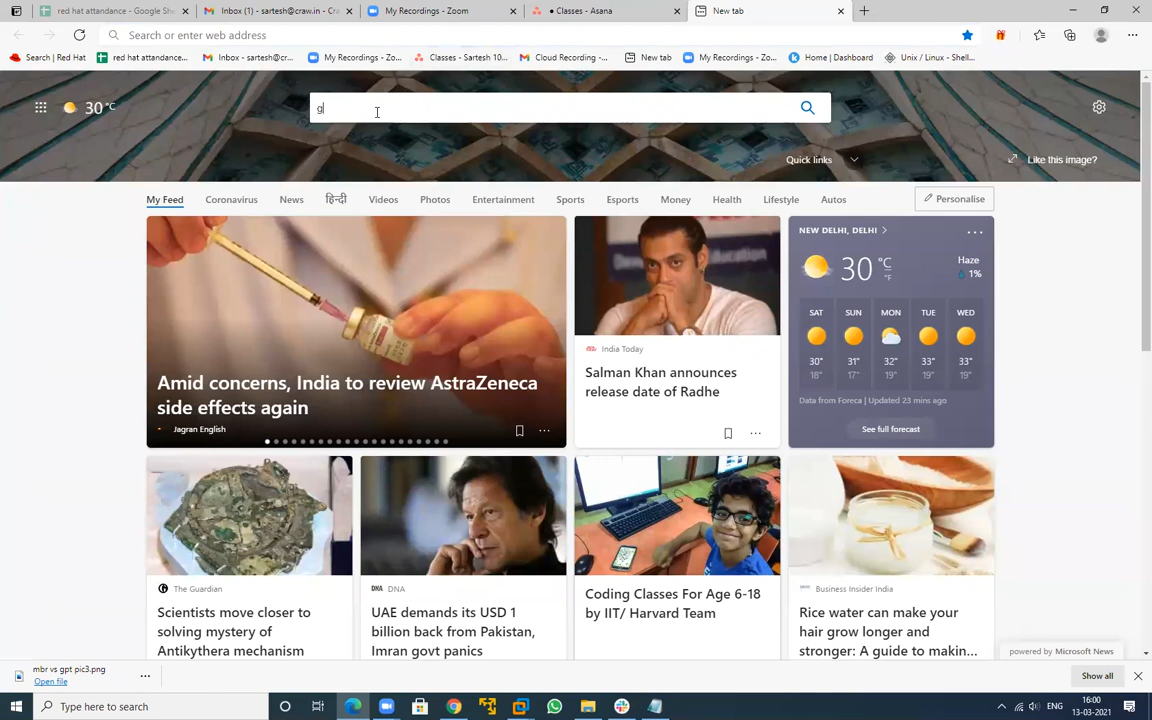 red hat attandance - Google She
Inbox (1) - sartesh@craw.in - Cra
My Recordings - Zoom
• Classes - Asana
New tab
Search or enter web address
Search | Red Hat
red hat attandance...
Inbox - sartesh@cr...
My Recordings - Zo...
Classes - Sartesh 10...
Cloud Recording -...
New tab
My Recordings - Zo...
Home | Dashboard
Unix / Linux - Shell...
30 °C
g
Quick links
Like this image?
My Feed
Coronavirus
News
हिन्दी
Videos
Photos
Entertainment
Sports
Esports
Money
Health
Lifestyle
Autos
Personalise
Amid concerns, India to review AstraZeneca
side effects again
Jagran English
India Today
Salman Khan announces
release date of Radhe
NEW DELHI, DELHI
30 °C
°F
Haze
1%
SAT SUN MON TUE WED
30° 31° 32° 33° 33°
18° 17° 19° 19° 19°
Data from Foreca | Updated 23 mins ago
See full forecast
The Guardian
Scientists move closer to
solving mystery of
Antikythera mechanism
DNA DNA
UAE demands its USD 1
billion back from Pakistan,
Imran govt panics
Coding Classes For Age 6-18
by IIT/ Harvard Team
Business Insider India
Rice water can make your
hair grow longer and
stronger: A guide to makin...
powered by Microsoft News
mbr vs gpt pic3.png
Open file
Show all
Type here to search
ENG
16:00
13-03-2021